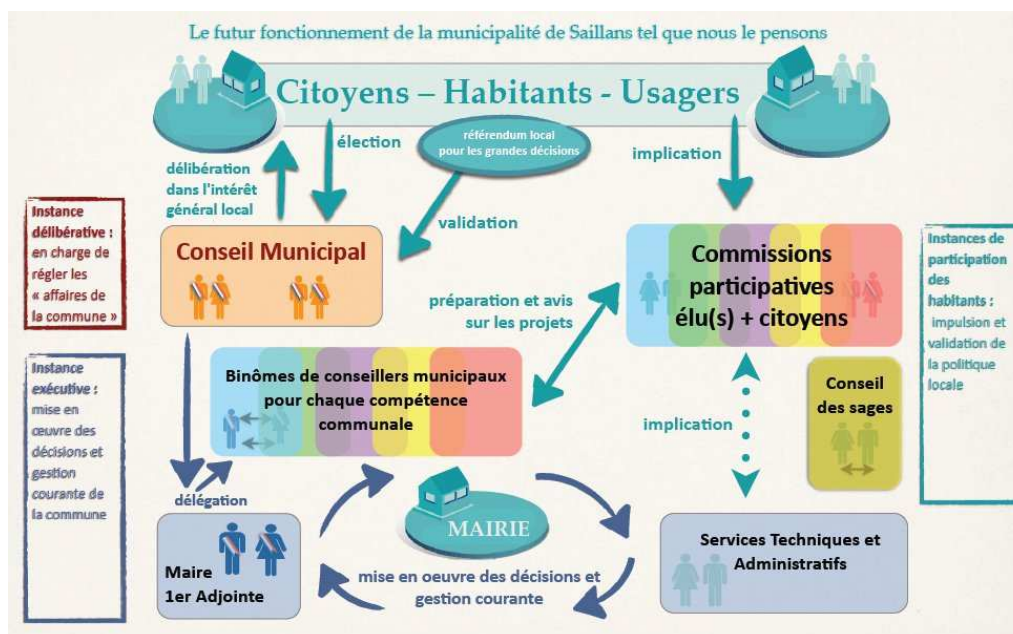 Le futur fonctionnement de la municipalité de Saillans tel que nous le pensons
Citoyens – Habitants - Usagers
référendum local
pour les grandes décisions
élection
implication
délibération
dans l'intérêt
général local
validation
Instance
délibérative :
en charge de
régler les
« affaires de
la commune »
Conseil Municipal
Commissions
participatives
élu(s) + citoyens
Instances de
participation
des
habitants :
impulsion et
validation de
la politique
locale
préparation et avis
sur les projets
Instance
exécutive :
mise en
œuvre des
décisions et
gestion
courante de
la commune
Binômes de conseillers municipaux
pour chaque compétence
communale
Conseil
des sages
implication
délégation
MAIRIE
Maire
1er Adjointe
mise en oeuvre des décisions et
gestion courante
Services Techniques et
Administratifs